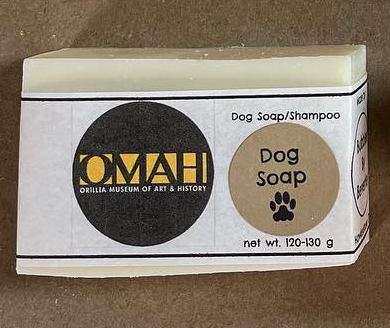 OMAH
ORILLIA MUSEUM OF ART & HISTORY
Dog Soap/Shampoo
Dog
Soap
net wt. 120-130 g